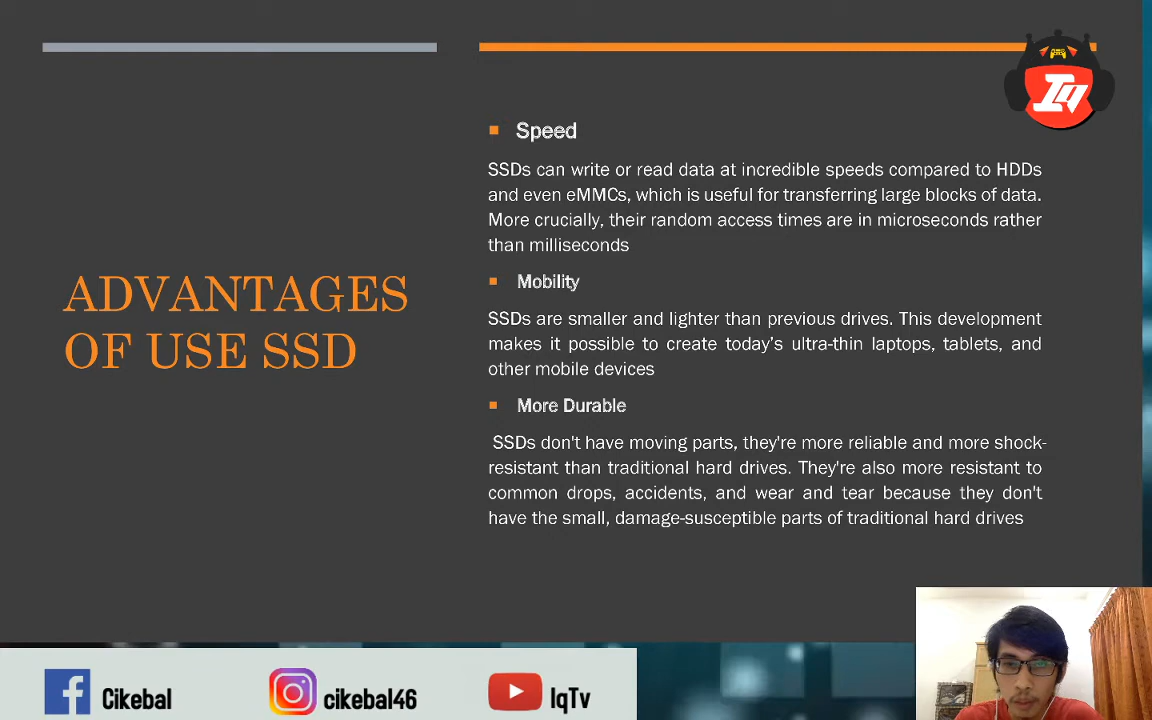 ADVANTAGES
OF USE SSD
Iq
Speed
SSDs can write or read data at incredible speeds compared to HDDs
and even eMMCs, which is useful for transferring large blocks of data.
More crucially, their random access times are in microseconds rather
than milliseconds
Mobility
SSDs are smaller and lighter than previous drives. This development
makes it possible to create today's ultra-thin laptops, tablets, and
other mobile devices
More Durable
SSDs don't have moving parts, they're more reliable and more shock-
resistant than traditional hard drives. They're also more resistant to
common drops, accidents, and wear and tear because they don't
have the small, damage-susceptible parts of traditional hard drives
Cikebal
cikebal46
IqTv